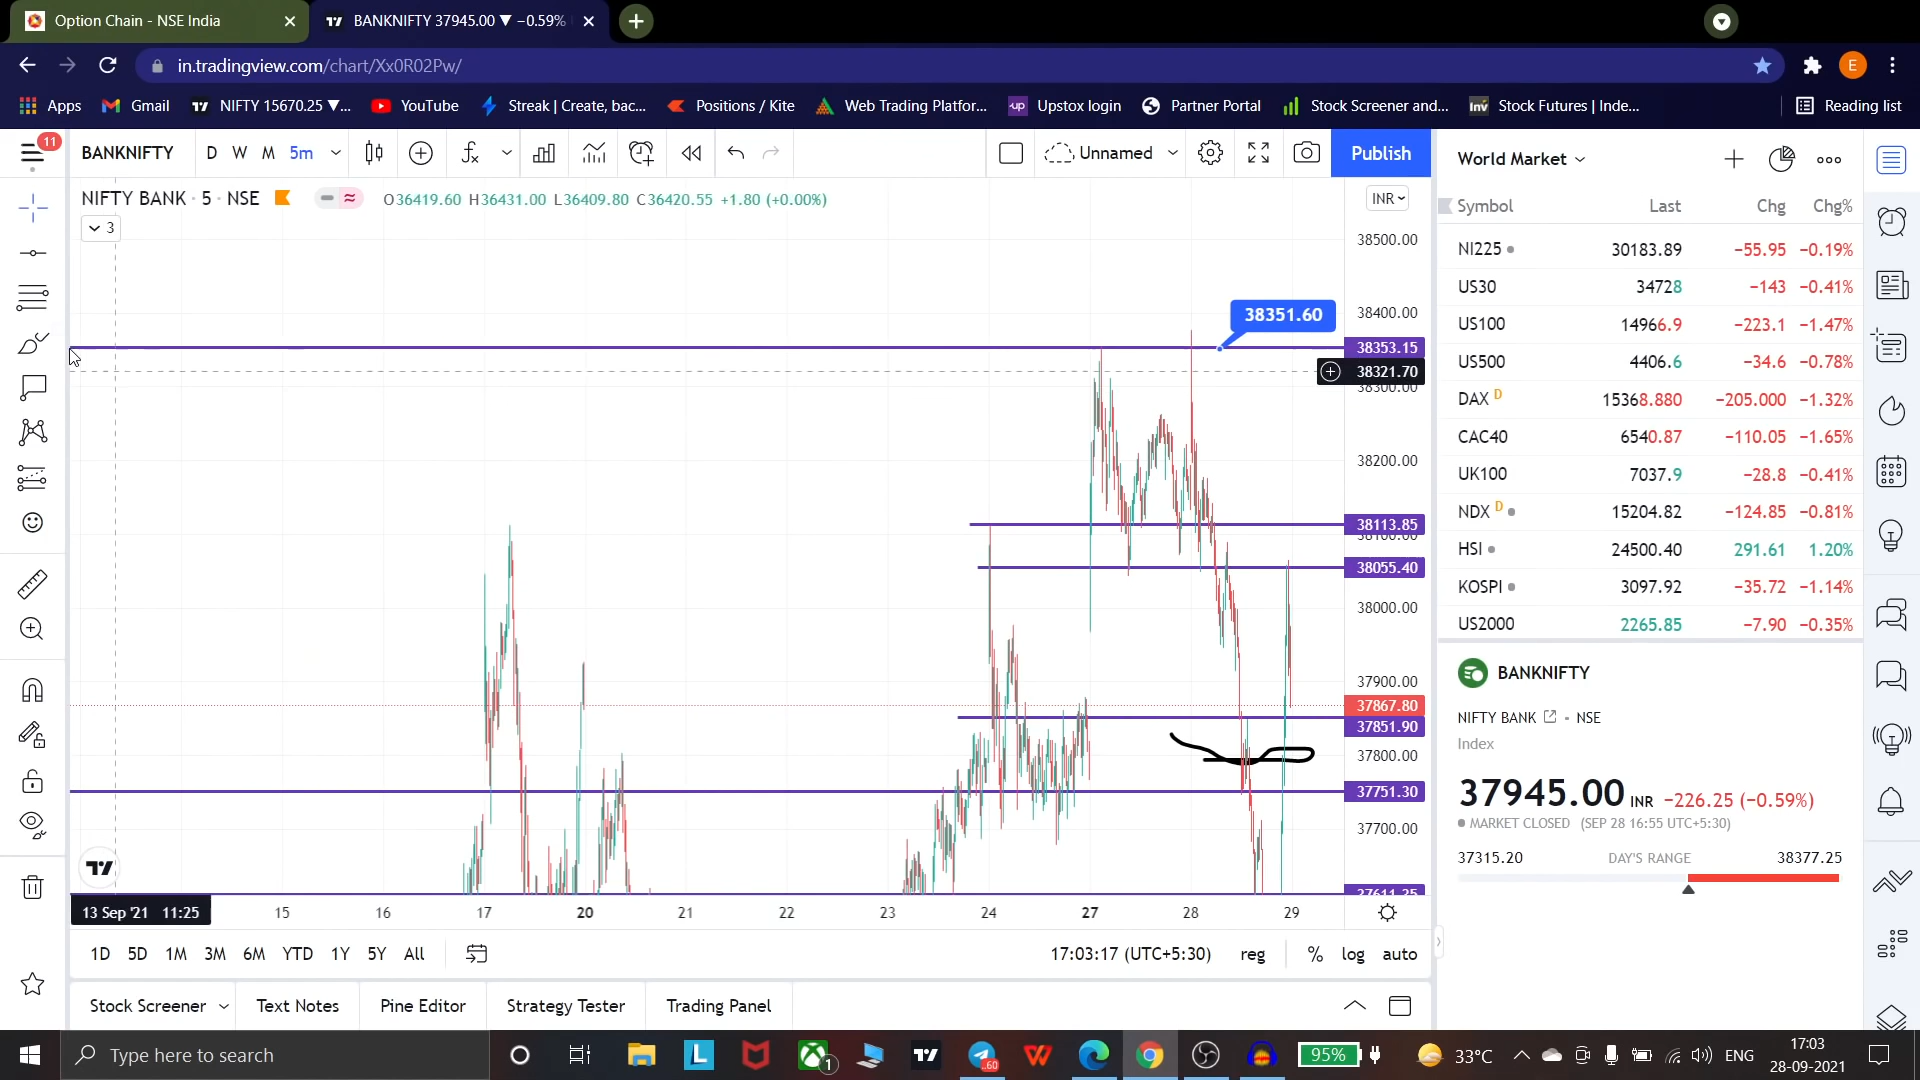 Option Chain - NSE India
BANKNIFTY 37945.00 ▼ −0.59%
in.tradingview.com/chart/Xx0R02Pw/
E
Apps Gmail NIFTY 15670.25 ▼... YouTube Streak | Create, bac... Positions / Kite Web Trading Platfor... up Upstox login Partner Portal Stock Screener and... Inv Stock Futures | Inde... Reading list
11
BANKNIFTY D W M 5m Unnamed Publish
NIFTY BANK · 5 · NSE O36419.60 H36431.00 L36409.80 C36420.55 +1.80 (+0.00%)
INR
3
38500.00
38400.00
38351.60
38353.15
38321.70
38300.00
38200.00
38113.85
38100.00
38055.40
38000.00
37900.00
37867.80
37851.90
37800.00
37751.30
37700.00
37611.25
13 Sep '21 11:25 15 16 17 20 21 22 23 24 27 28 29
1D 5D 1M 3M 6M YTD 1Y 5Y All 17:03:17 (UTC+5:30) reg % log auto
Stock Screener Text Notes Pine Editor Strategy Tester Trading Panel
World Market
Symbol Last Chg Chg%
NI225 30183.89 −55.95 −0.19%
US30 34728 −143 −0.41%
US100 14966.9 −223.1 −1.47%
US500 4406.6 −34.6 −0.78%
DAX D 15368.880 −205.000 −1.32%
CAC40 6540.87 −110.05 −1.65%
UK100 7037.9 −28.8 −0.41%
NDX D 15204.82 −124.85 −0.81%
HSI 24500.40 291.61 1.20%
KOSPI 3097.92 −35.72 −1.14%
US2000 2265.85 −7.90 −0.35%
BANKNIFTY
NIFTY BANK · NSE
Index
37945.00 INR −226.25 (−0.59%)
MARKET CLOSED (SEP 28 16:55 UTC+5:30)
37315.20 DAY'S RANGE 38377.25
Type here to search
L
1
60
95%
33°C
ENG
17:03
28-09-2021